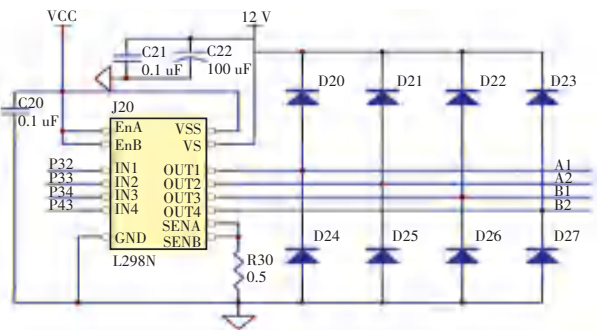 VCC
12 V
C21
0.1 uF
C22
100 uF
D20
D21
D22
D23
C20
0.1 uF
J20
EnA
EnB
VSS
VS
P32
P33
P34
P43
IN1
IN2
IN3
IN4
OUT1
OUT2
OUT3
OUT4
SENA
SENB
GND
A1
A2
B1
B2
L298N
R30
0.5
D24
D25
D26
D27